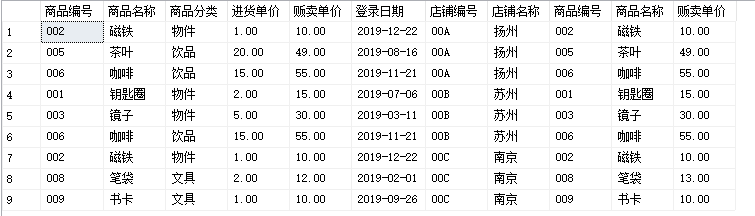 商品编号 商品名称 商品分类 进货单价 贩卖单价 登录日期 店铺编号 店铺名称 商品编号 商品名称 贩卖单价
1 002 磁铁 物件 1.00 10.00 2019-12-22 00A 扬州 002 磁铁 10.00
2 005 茶叶 饮品 20.00 49.00 2019-08-16 00A 扬州 005 茶叶 49.00
3 006 咖啡 饮品 15.00 55.00 2019-11-21 00A 扬州 006 咖啡 55.00
4 001 钥匙圈 物件 2.00 15.00 2019-07-06 00B 苏州 001 钥匙圈 15.00
5 003 镜子 物件 5.00 30.00 2019-03-11 00B 苏州 003 镜子 30.00
6 006 咖啡 饮品 15.00 55.00 2019-11-21 00B 苏州 006 咖啡 55.00
7 002 磁铁 物件 1.00 10.00 2019-12-22 00C 南京 002 磁铁 10.00
8 008 笔袋 文具 2.00 12.00 2019-02-01 00C 南京 008 笔袋 13.00
9 009 书卡 文具 1.00 10.00 2019-09-26 00C 南京 009 书卡 10.00